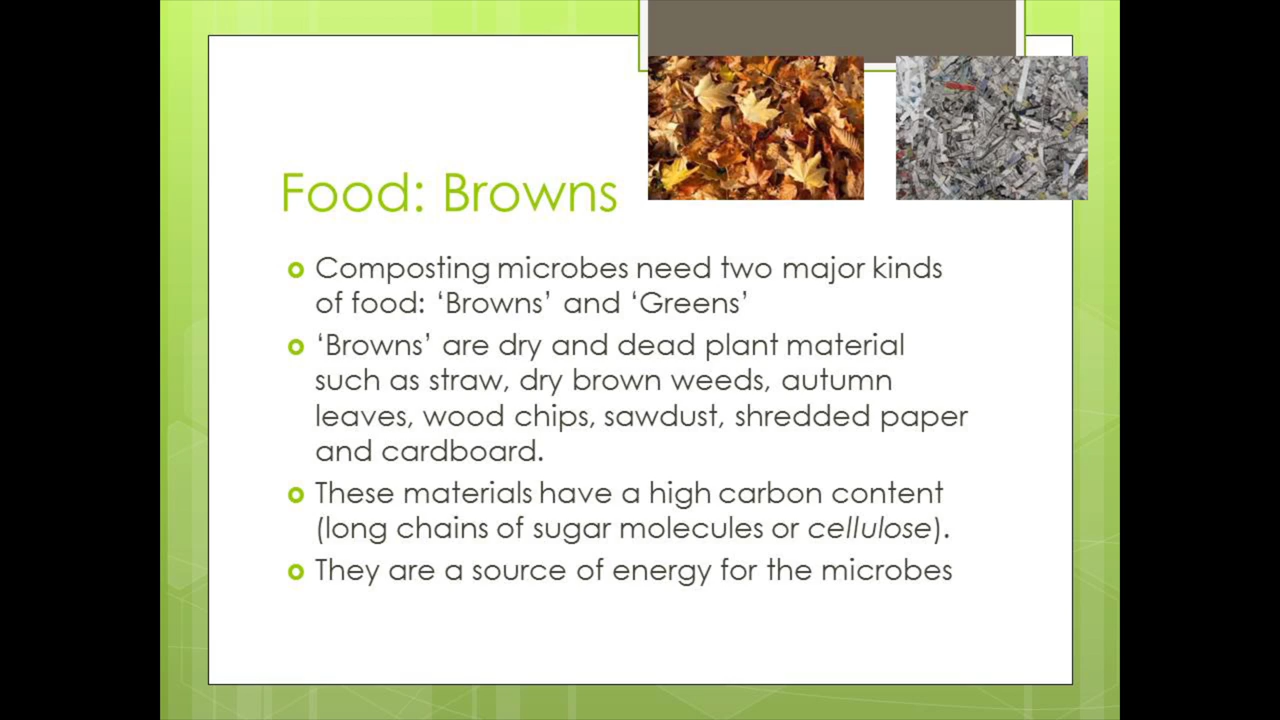 Food: Browns
Composting microbes need two major kinds
of food: ‘Browns’ and ‘Greens’
‘Browns’ are dry and dead plant material
such as straw, dry brown weeds, autumn
leaves, wood chips, sawdust, shredded paper
and cardboard.
These materials have a high carbon content
(long chains of sugar molecules or cellulose).
They are a source of energy for the microbes